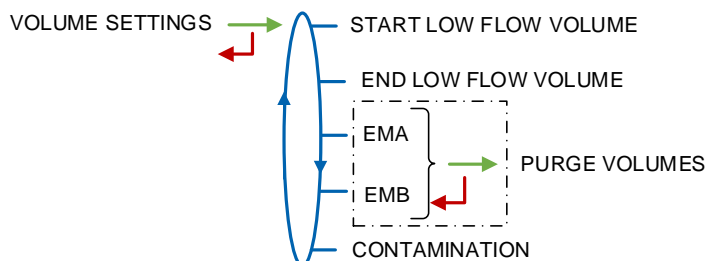 VOLUME SETTINGS
START LOW FLOW VOLUME
END LOW FLOW VOLUME
EMA
PURGE VOLUMES
EMB
CONTAMINATION